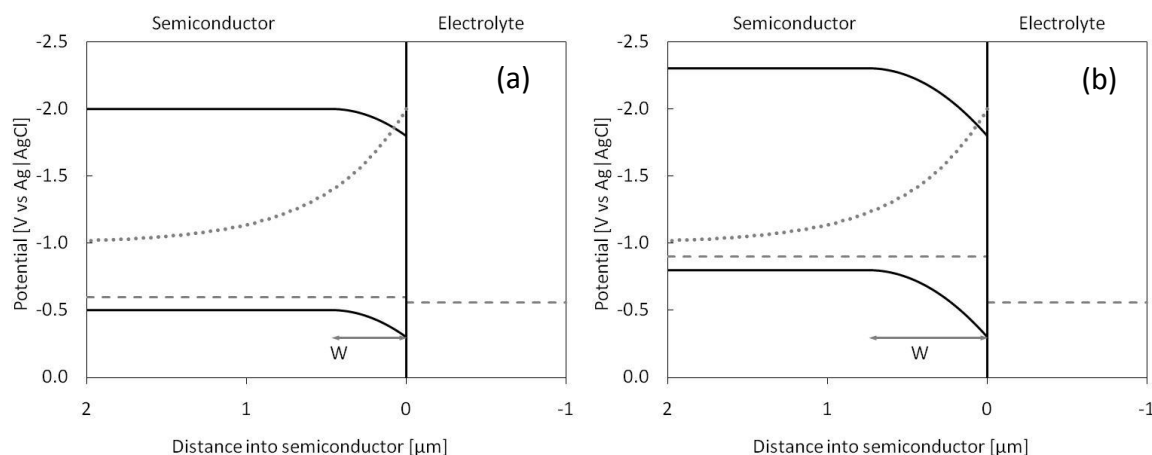 Semiconductor Electrolyte
(a)
Potential [V vs Ag|AgCl]
-2.5
-2.0
-1.5
-1.0
-0.5
0.0
W
2 1 0 -1
Distance into semiconductor [µm]
Semiconductor Electrolyte
(b)
Potential [V vs Ag|AgCl]
-2.5
-2.0
-1.5
-1.0
-0.5
0.0
W
2 1 0 -1
Distance into semiconductor [µm]